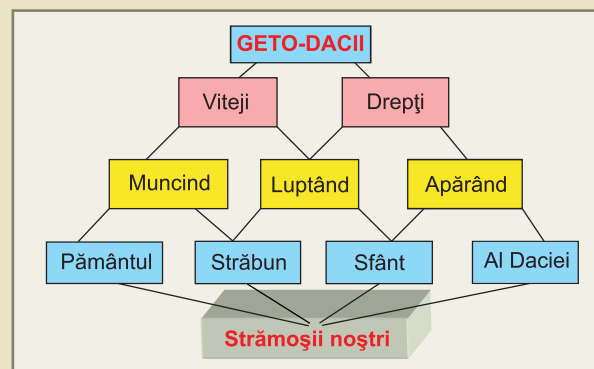 GETO-DACII
Viteji Drepţi
Muncind Luptând Apărând
Pământul Străbun Sfânt Al Daciei
Strămoşii noştri